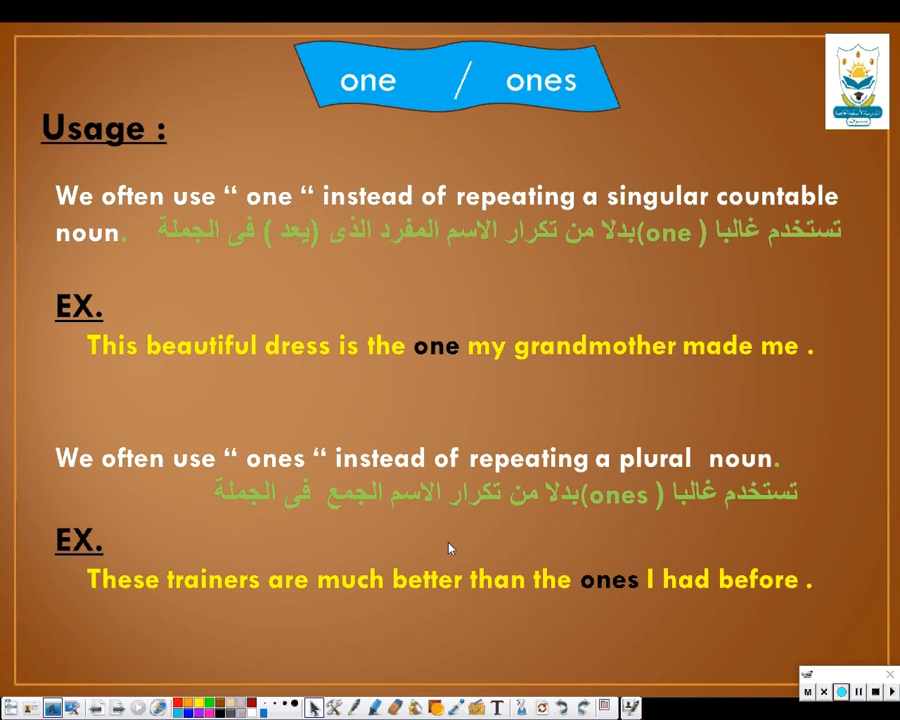 one / ones
Usage :
We often use “ one “ instead of repeating a singular countable
noun. تستخدم غالبا ( one)بدلا من تكرار الاسم المفرد الذى (يعد ) فى الجملة
EX.
This beautiful dress is the one my grandmother made me .
We often use “ ones “ instead of repeating a plural noun.
تستخدم غالبا ( ones)بدلا من تكرار الاسم الجمع فى الجملة
EX.
These trainers are much better than the ones I had before .
M